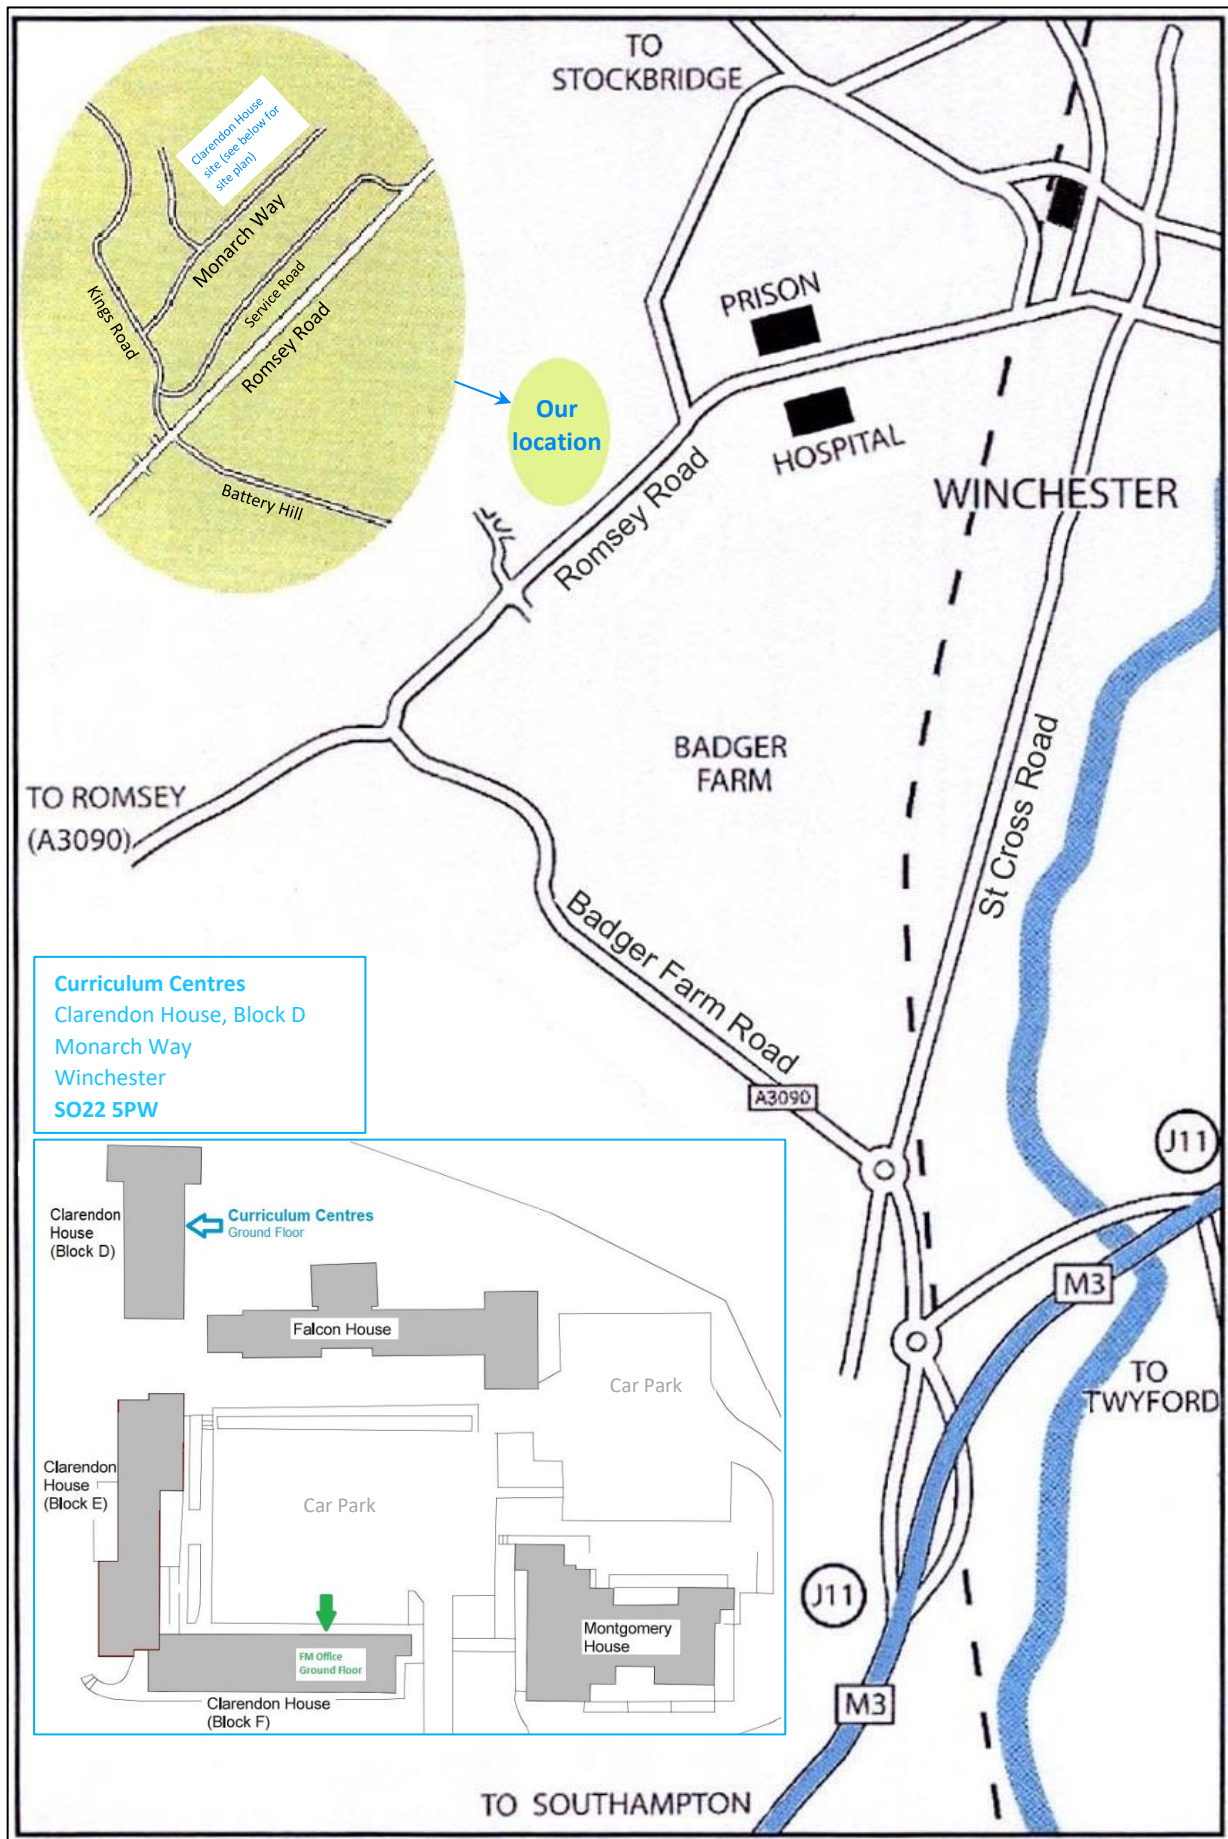 TO
STOCKBRIDGE
Clarendon House
site (see below for
site plan)
Monarch Way
Kings Road
Service Road
Romsey Road
Battery Hill
Our
location
PRISON
HOSPITAL
Romsey Road
WINCHESTER
BADGER
FARM
TO ROMSEY
(A3090)
St Cross Road
Badger Farm Road
A3090
Curriculum Centres
Clarendon House, Block D
Monarch Way
Winchester
SO22 5PW
J11
M3
TO
TWYFORD
J11
M3
TO SOUTHAMPTON
Clarendon
House
(Block D)
Curriculum Centres
Ground Floor
Falcon House
Car Park
Clarendon
House
(Block E)
Car Park
FM Office
Ground Floor
Montgomery
House
Clarendon House
(Block F)